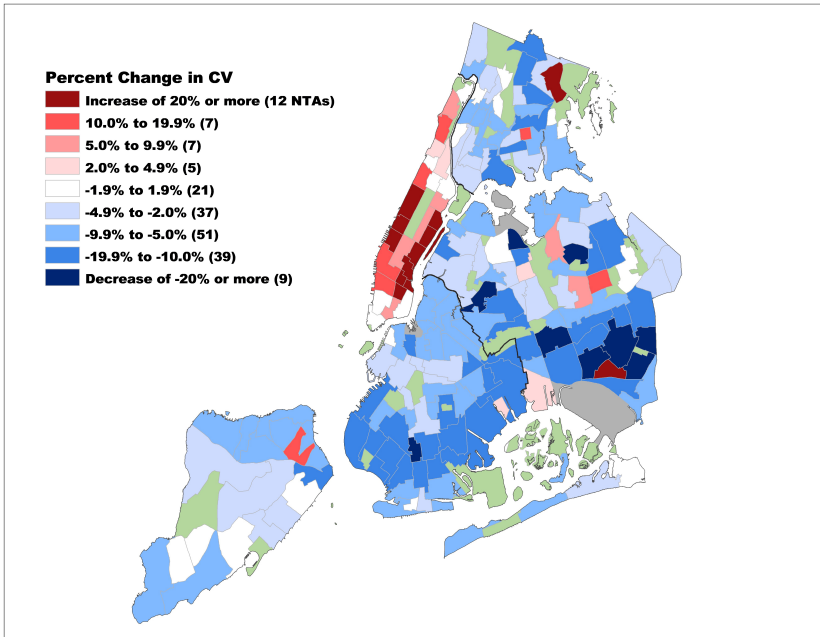 Percent Change in CV
Increase of 20% or more (12 NTAs)
10.0% to 19.9% (7)
5.0% to 9.9% (7)
2.0% to 4.9% (5)
-1.9% to 1.9% (21)
-4.9% to -2.0% (37)
-9.9% to -5.0% (51)
-19.9% to -10.0% (39)
Decrease of -20% or more (9)